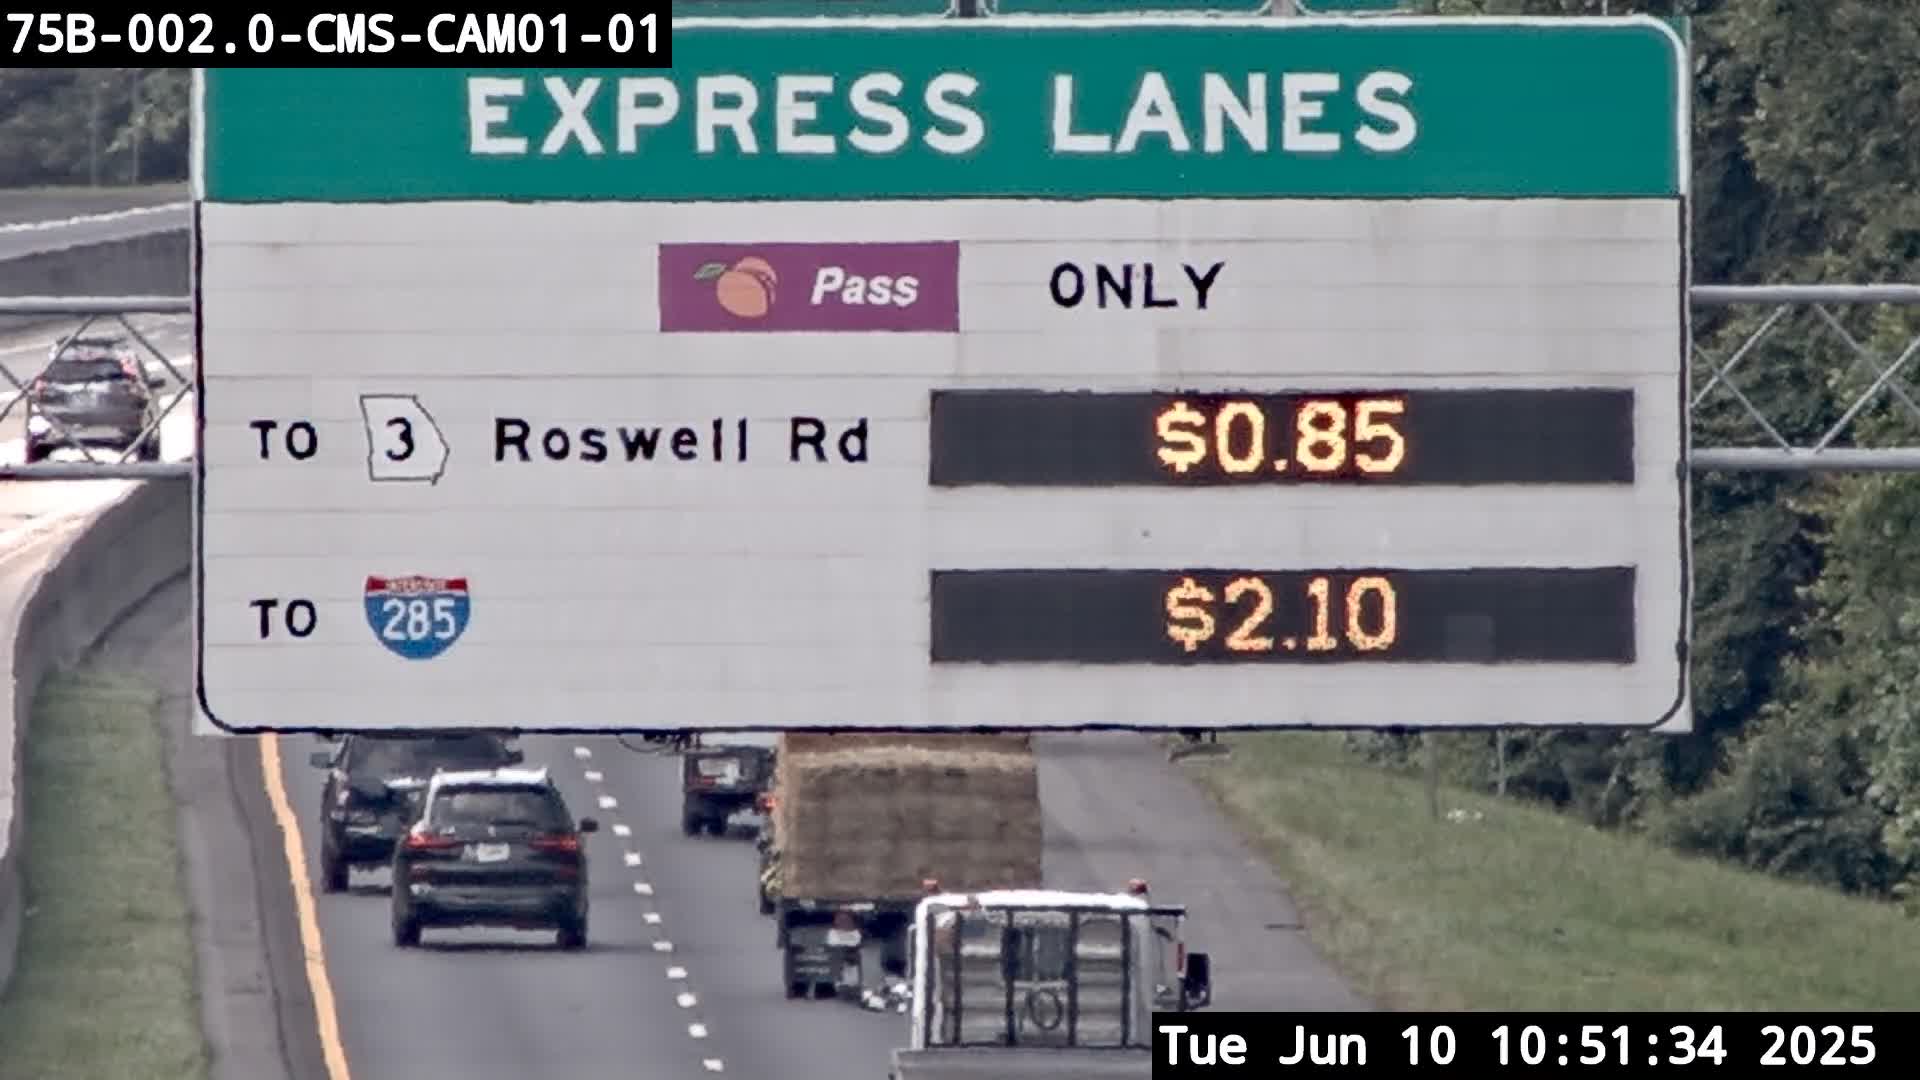 75B-002.0-CMS-CAM01-01
EXPRESS LANES
Pass ONLY
TO 3 Roswell Rd $0.85
TO INTERSTATE 285 $2.10
Tue Jun 10 10:51:34 2025